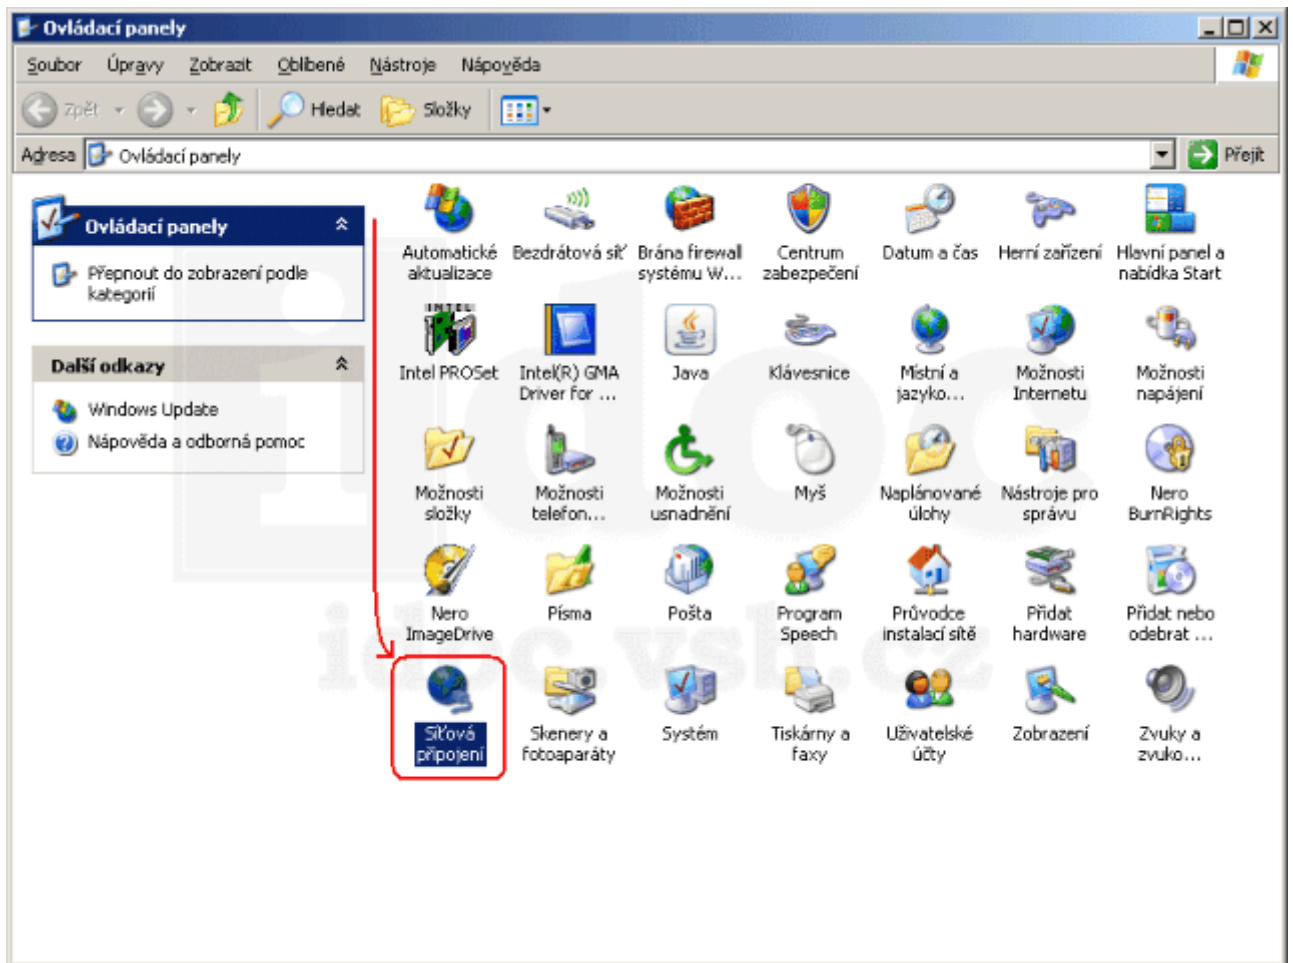 Ovládací panely
Soubor Úpravy Zobrazit Oblíbené Nástroje Nápověda
Zpět Hledat Složky
Adresa Ovládací panely Přejít
Ovládací panely
Přepnout do zobrazení podle
kategorií
Další odkazy
Windows Update
Nápověda a odborná pomoc
Automatické
aktualizace
Bezdrátová síť
Brána firewall
systému W...
Centrum
zabezpečení
Datum a čas
Herní zařízení
Hlavní panel a
nabídka Start
INTEL
Intel PROSet
Intel(R) GMA
Driver for ...
Java
Klávesnice
Místní a
jazyko...
Možnosti
Internetu
Možnosti
napájení
Možnosti
složky
Možnosti
telefon...
Možnosti
usnadnění
Myš
Naplánované
úlohy
Nástroje pro
správu
Nero
BurnRights
Nero
ImageDrive
Písma
Pošta
Program
Speech
Průvodce
instalací sítě
Přidat
hardware
Přidat nebo
odebrat ...
Síťová
připojení
Skenery a
fotoaparáty
Systém
Tiskárny a
faxy
Uživatelské
účty
Zobrazení
Zvuky a
zvuko...
idoc
idoc.vsh.cz